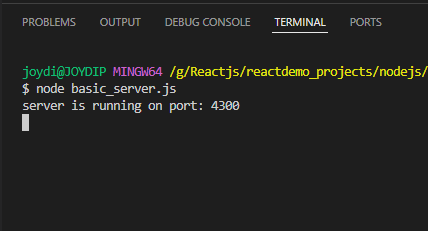 PROBLEMS OUTPUT DEBUG CONSOLE TERMINAL PORTS
joydi@JOYDIP MINGW64 /g/Reactjs/reactdemo_projects/nodejs/
$ node basic_server.js
server is running on port: 4300